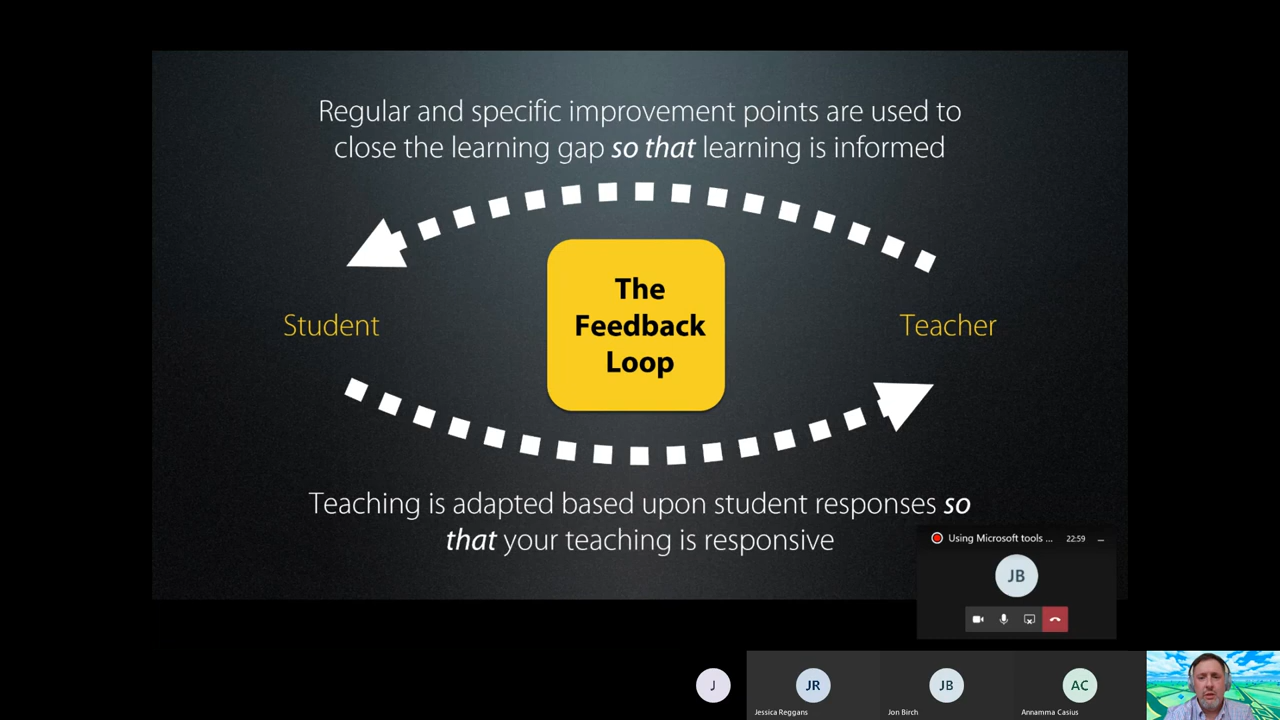 Regular and specific improvement points are used to
close the learning gap so that learning is informed
The
Feedback
Loop
Student
Teacher
Teaching is adapted based upon student responses so
that your teaching is responsive
Using Microsoft tools ...
22:59
JB
J
JR
JB
AC
Jessica Reggans
Jon Birch
Annamma Casius